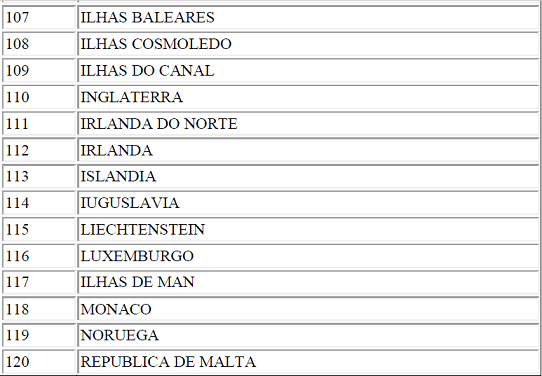 107 ILHAS BALEARES
108 ILHAS COSMOLEDO
109 ILHAS DO CANAL
110 INGLATERRA
111 IRLANDA DO NORTE
112 IRLANDA
113 ISLANDIA
114 IUGUSLAVIA
115 LIECHTENSTEIN
116 LUXEMBURGO
117 ILHAS DE MAN
118 MONACO
119 NORUEGA
120 REPUBLICA DE MALTA